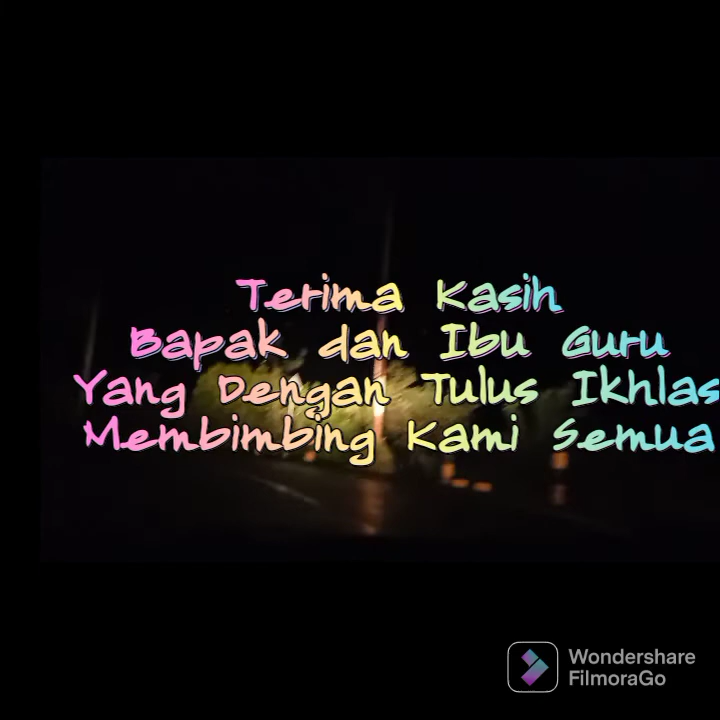 Terima Kasih
Bapak dan Ibu Guru
Yang Dengan Tulus Ikhlas
Membimbing Kami Semua
Wondershare
FilmoraGo